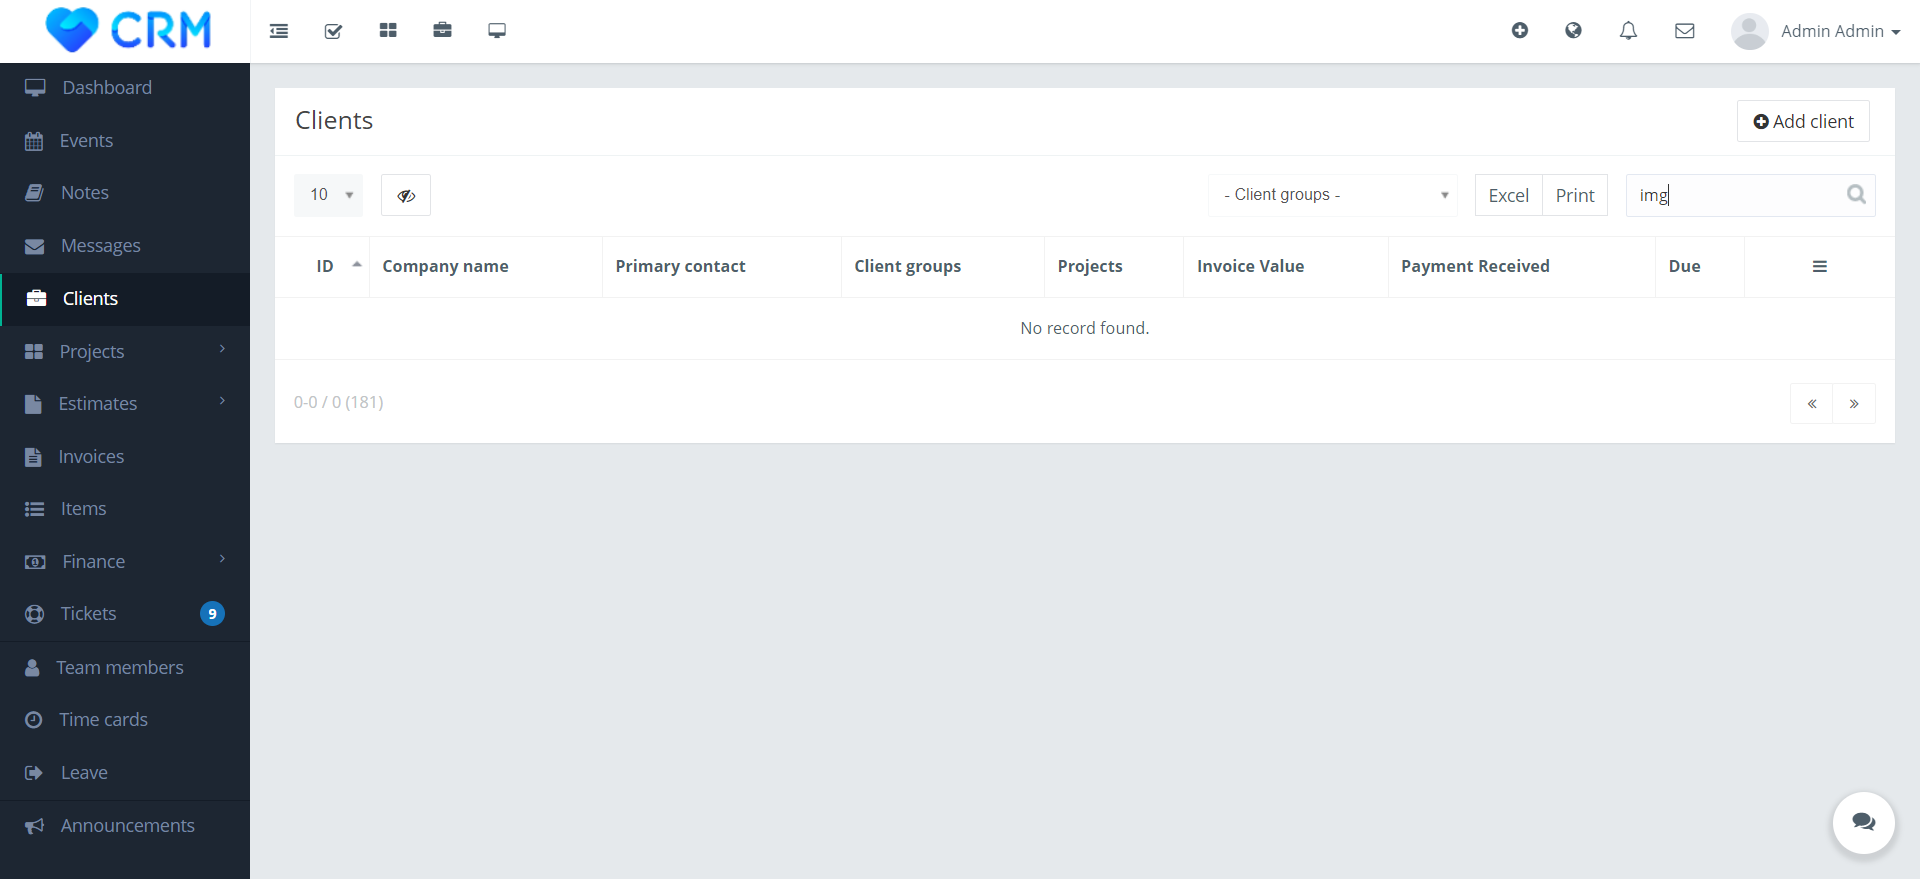 CRM
Admin Admin
Dashboard
Events
Notes
Messages
Clients
Projects
Estimates
Invoices
Items
Finance
Tickets 9
Team members
Time cards
Leave
Announcements
Clients
Add client
10
- Client groups -
Excel Print
img
ID Company name Primary contact Client groups Projects Invoice Value Payment Received Due
No record found.
0-0 / 0 (181)
« »